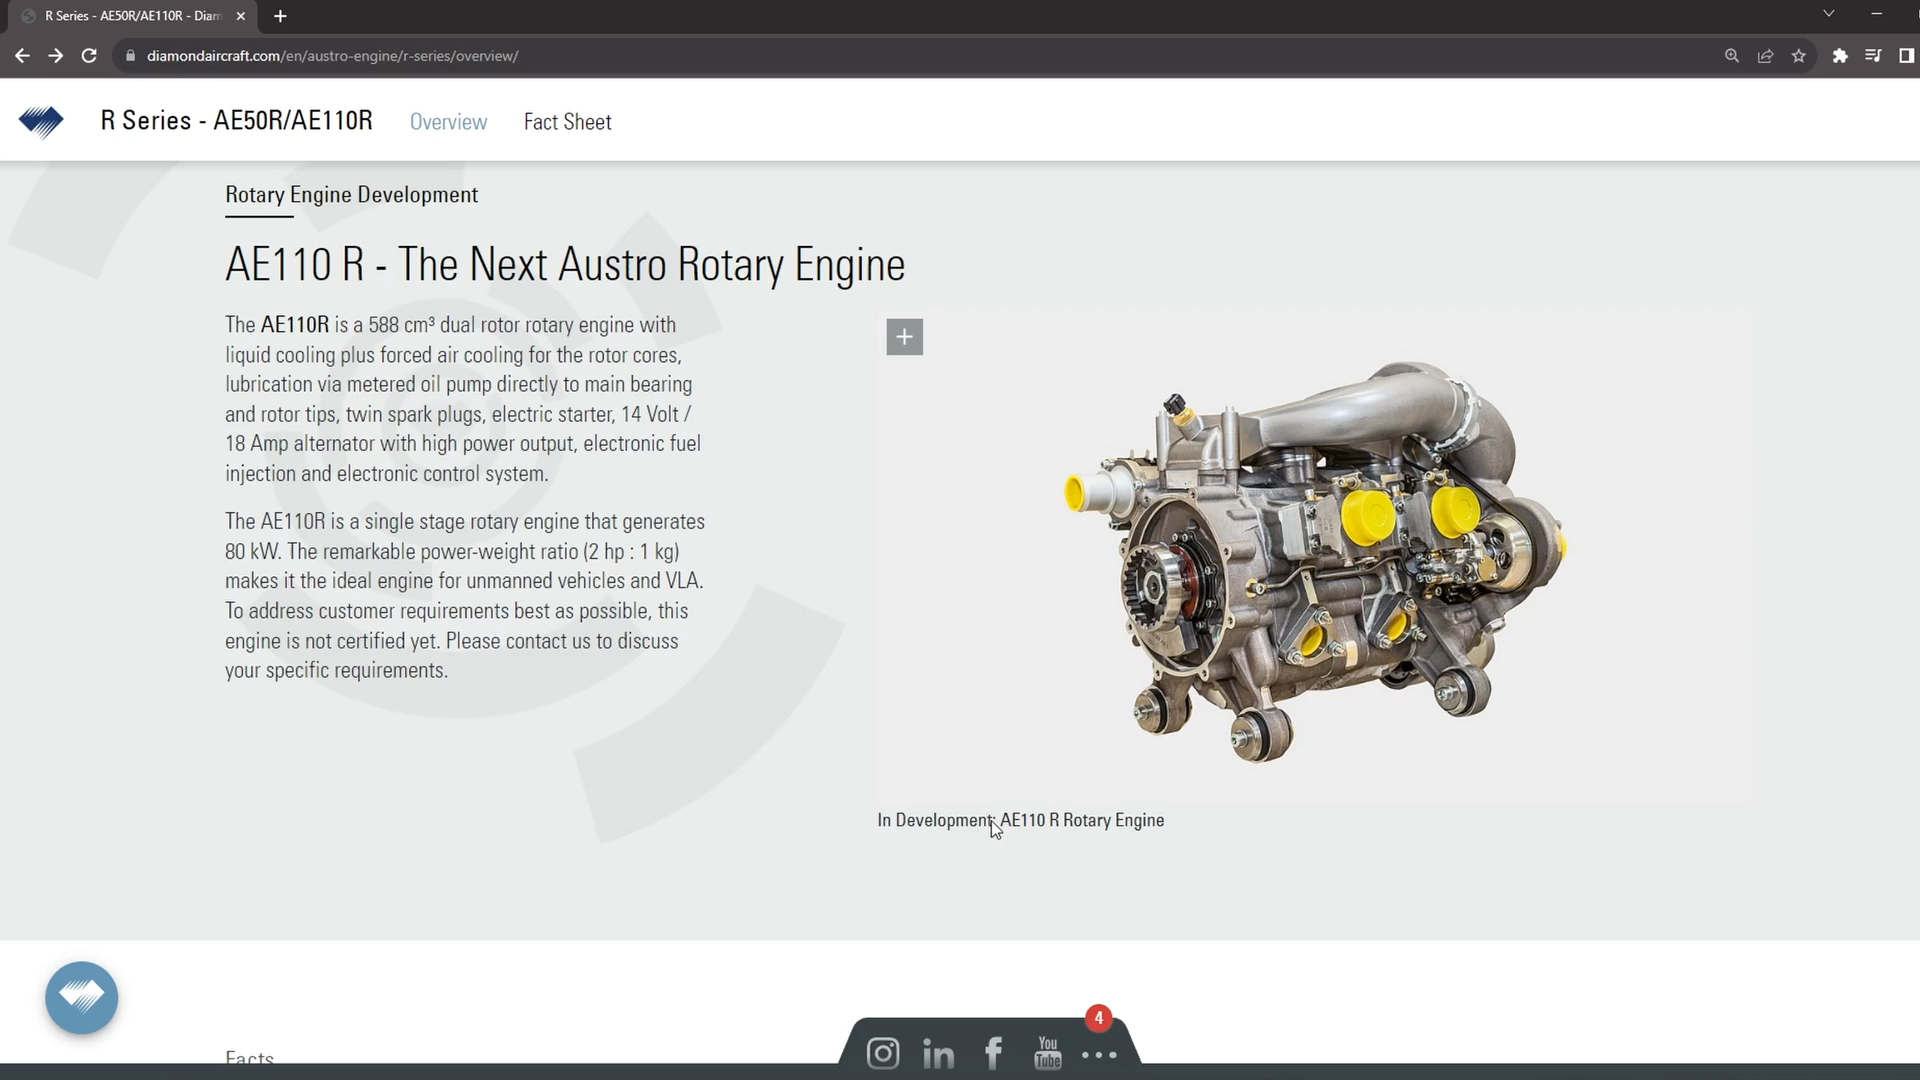 R Series - AE50R/AE110R - Diam
diamondaircraft.com/en/austro-engine/r-series/overview/
R Series - AE50R/AE110R
Overview
Fact Sheet
Rotary Engine Development
AE110 R - The Next Austro Rotary Engine
The AE110R is a 588 cm³ dual rotor rotary engine with
liquid cooling plus forced air cooling for the rotor cores,
lubrication via metered oil pump directly to main bearing
and rotor tips, twin spark plugs, electric starter, 14 Volt /
18 Amp alternator with high power output, electronic fuel
injection and electronic control system.
The AE110R is a single stage rotary engine that generates
80 kW. The remarkable power-weight ratio (2 hp : 1 kg)
makes it the ideal engine for unmanned vehicles and VLA.
To address customer requirements best as possible, this
engine is not certified yet. Please contact us to discuss
your specific requirements.
In Development: AE110 R Rotary Engine
Facts
4
in
f
You
Tube